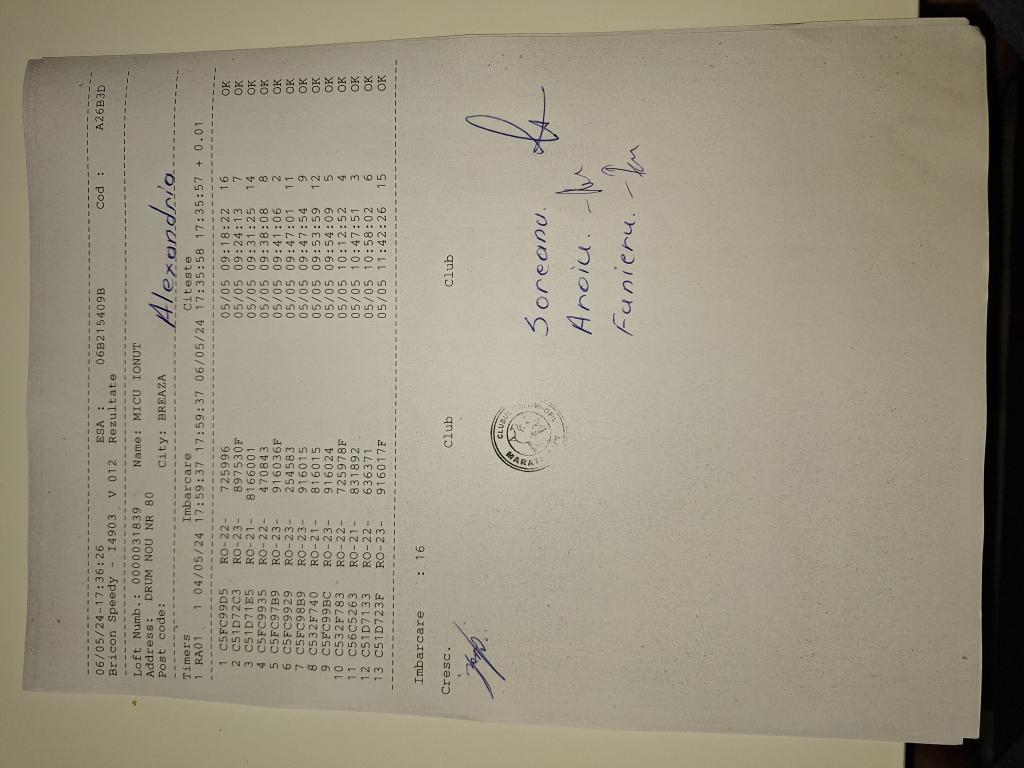 06/05/24-17:36:26 ESA : 06B215409B Cod : A26B3D
Bricon Speedy - I4903 V 012 Rezultate
Loft Numb.: 0000031839 Name: MICU IONUT
Address: DRUM NOU NR 80
Post code: City: BREAZA Alexandria
Timers Imbarcare Citeste
1 RA01 1 04/05/24 17:59:37 17:59:37 06/05/24 17:35:58 17:35:57 + 0.01
1 C5FC99D5 RO-22- 725996 05/05 09:18:22 16 OK
2 C51D72C3 RO-23- 897530F 05/05 09:24:13 7 OK
3 C51D71E5 RO-21- 8166001 05/05 09:31:25 14 OK
4 C5FC9935 RO-22- 470843 05/05 09:38:08 8 OK
5 C5FC97B9 RO-23- 916036F 05/05 09:41:06 2 OK
6 C5FC9929 RO-23- 254583 05/05 09:47:01 11 OK
7 C5FC98B9 RO-23- 916015 05/05 09:47:54 9 OK
8 C532F740 RO-21- 816015 05/05 09:53:59 12 OK
9 C5FC99BC RO-23- 916024 05/05 09:54:09 5 OK
10 C532F783 RO-22- 725978F 05/05 10:12:52 4 OK
11 C56C5263 RO-21- 831892 05/05 10:47:51 3 OK
12 C51D7133 RO-22- 636371 05/05 10:58:02 6 OK
13 C51D723F RO-23- 916017F 05/05 11:42:26 15 OK
Imbarcare : 16
Cresc. Club Club
CLUBUL
MARAT
Soreanu.
Anoiu.
Funieru.